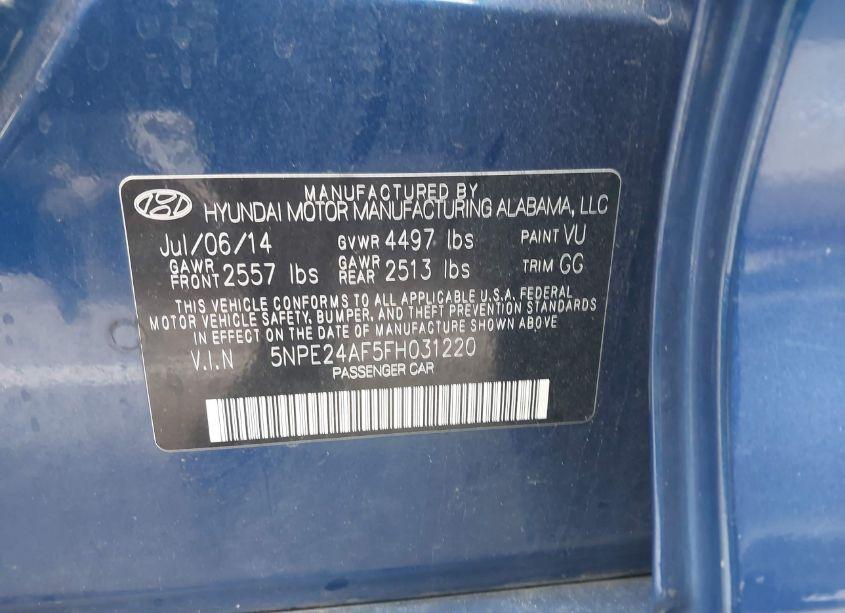 MANUFACTURED BY
HYUNDAI MOTOR MANUFACTURING ALABAMA, LLC
Jul/06/14 GVWR 4497 lbs PAINT VU
GAWR FRONT 2557 lbs GAWR REAR 2513 lbs TRIM GG
THIS VEHICLE CONFORMS TO ALL APPLICABLE U.S.A. FEDERAL
MOTOR VEHICLE SAFETY, BUMPER, AND THEFT PREVENTION STANDARDS
IN EFFECT ON THE DATE OF MANUFACTURE SHOWN ABOVE
V.I.N 5NPE24AF5FH031220
PASSENGER CAR